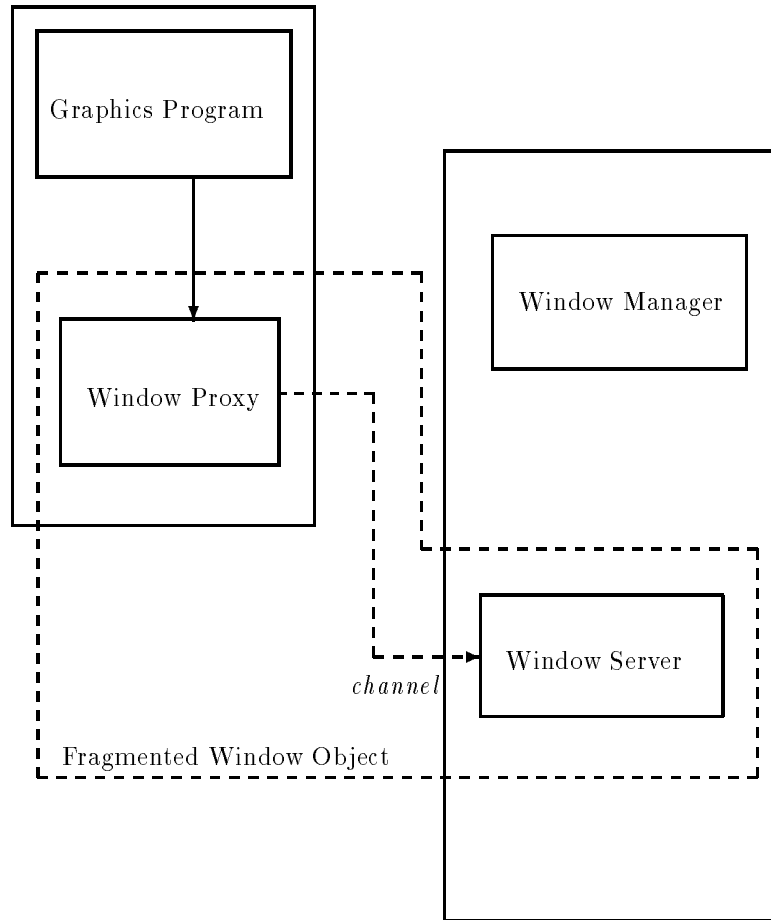 Graphics Program
Window Manager
Window Proxy
Window Server
channel
Fragmented Window Object